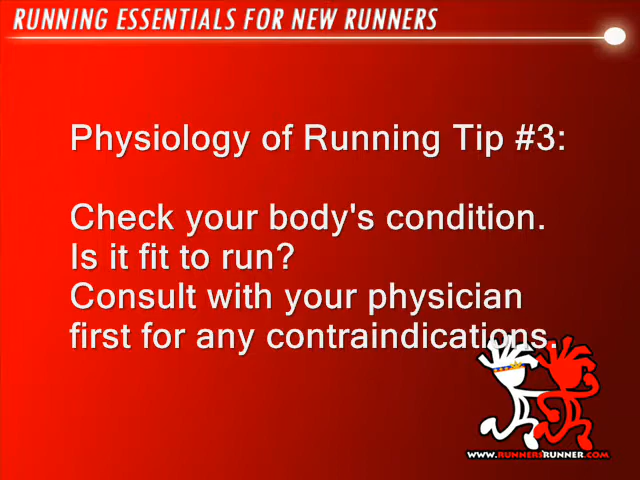 RUNNING ESSENTIALS FOR NEW RUNNERS
Physiology of Running Tip #3:
Check your body's condition.
Is it fit to run?
Consult with your physician
first for any contraindications.
WWW.RUNNERSRUNNER.COM